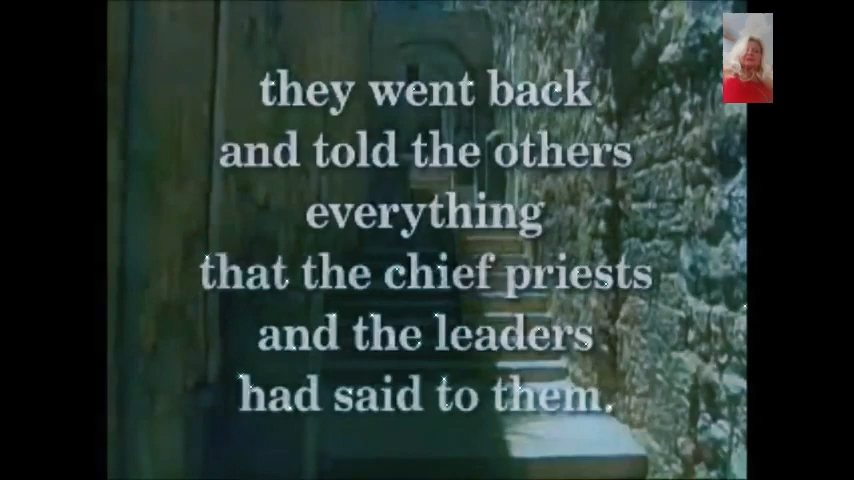 they went back
and told the others
everything
that the chief priests
and the leaders
had said to them.